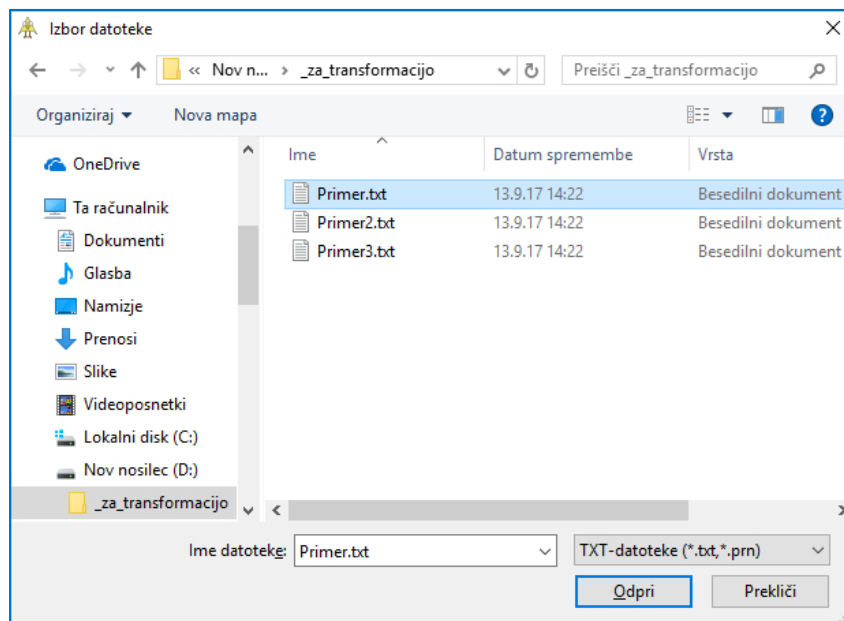 Izbor datoteke
« Nov n... › _za_transformacijo
Preišči _za_transformacijo
Organiziraj
Nova mapa
?
OneDrive
Ta računalnik
Dokumenti
Glasba
Namizje
Prenosi
Slike
Videoposnetki
Lokalni disk (C:)
Nov nosilec (D:)
_za_transformacijo
Ime Datum spremembe Vrsta
Primer.txt 13.9.17 14:22 Besedilni dokument
Primer2.txt 13.9.17 14:22 Besedilni dokument
Primer3.txt 13.9.17 14:22 Besedilni dokument
Ime datoteke: Primer.txt TXT-datoteke (*.txt,*.prn)
Odpri Prekliči